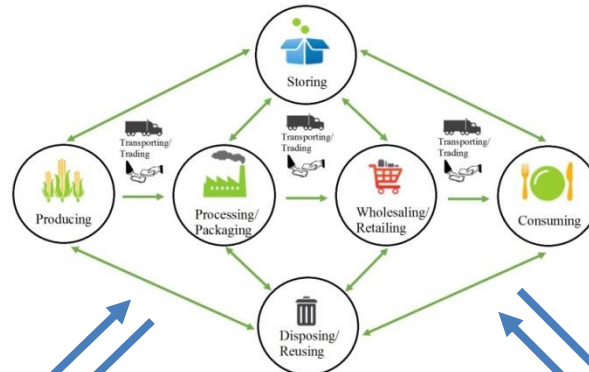 Storing
Transporting/
Trading
Transporting/
Trading
Transporting/
Trading
Producing
Processing/
Packaging
Wholesaling/
Retailing
Consuming
Disposing/
Reusing